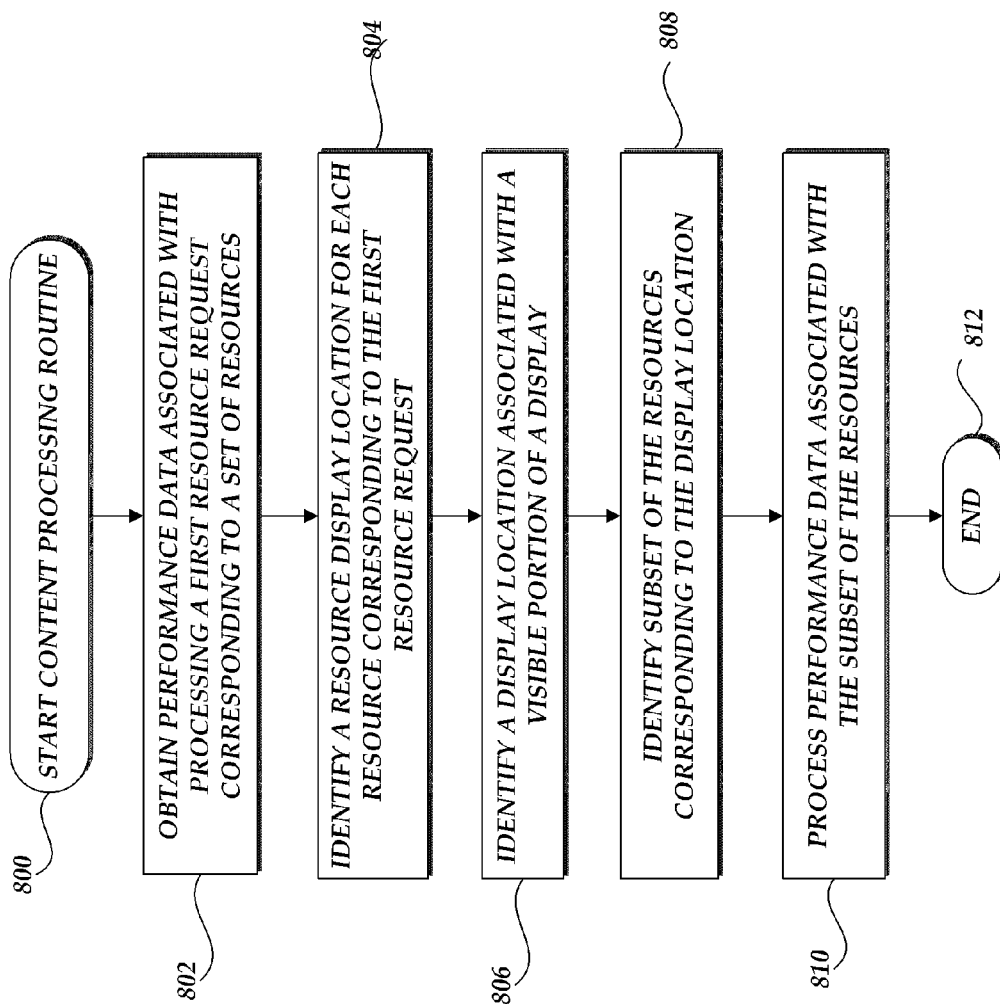 800
START CONTENT PROCESSING ROUTINE
802
OBTAIN PERFORMANCE DATA ASSOCIATED WITH
PROCESSING A FIRST RESOURCE REQUEST
CORRESPONDING TO A SET OF RESOURCES
804
IDENTIFY A RESOURCE DISPLAY LOCATION FOR EACH
RESOURCE CORRESPONDING TO THE FIRST
RESOURCE REQUEST
806
IDENTIFY A DISPLAY LOCATION ASSOCIATED WITH A
VISIBLE PORTION OF A DISPLAY
808
IDENTIFY SUBSET OF THE RESOURCES
CORRESPONDING TO THE DISPLAY LOCATION
810
PROCESS PERFORMANCE DATA ASSOCIATED WITH
THE SUBSET OF THE RESOURCES
812
END